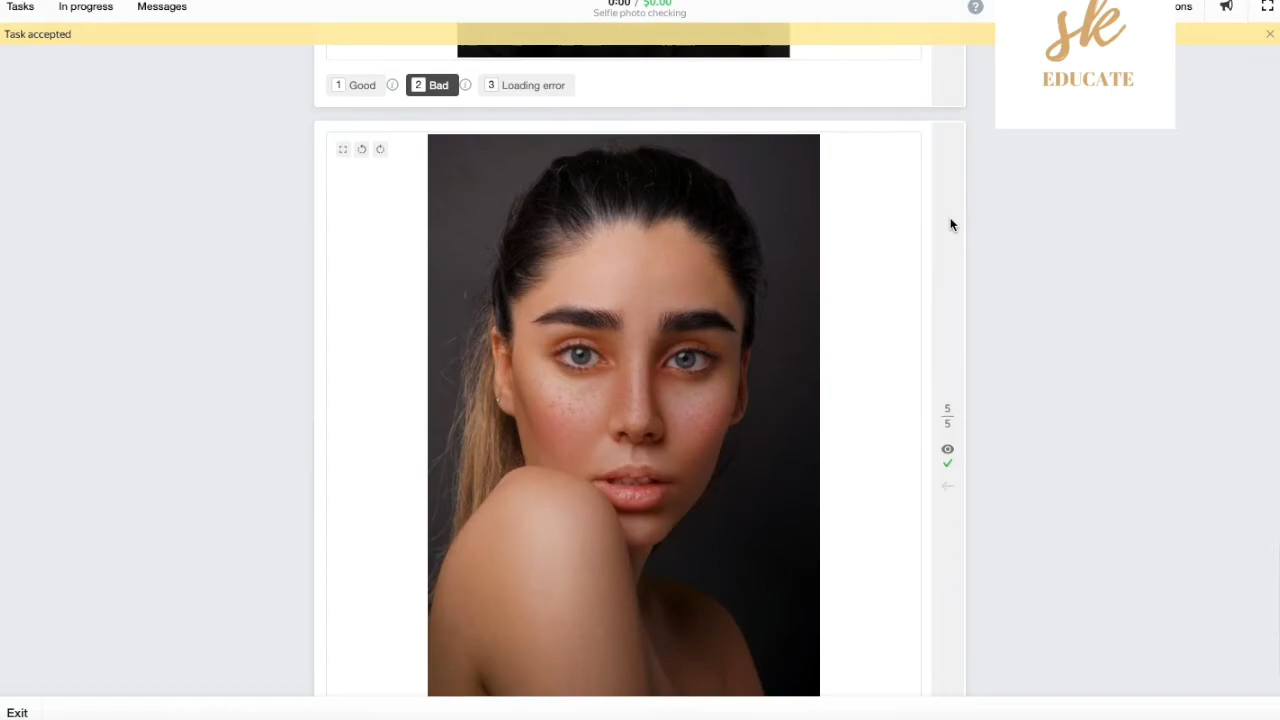 Tasks In progress Messages
0:00 / $0.00
Selfie photo checking
?
ons
Task accepted
sk
EDUCATE
1 Good 2 Bad 3 Loading error
5
5
Exit